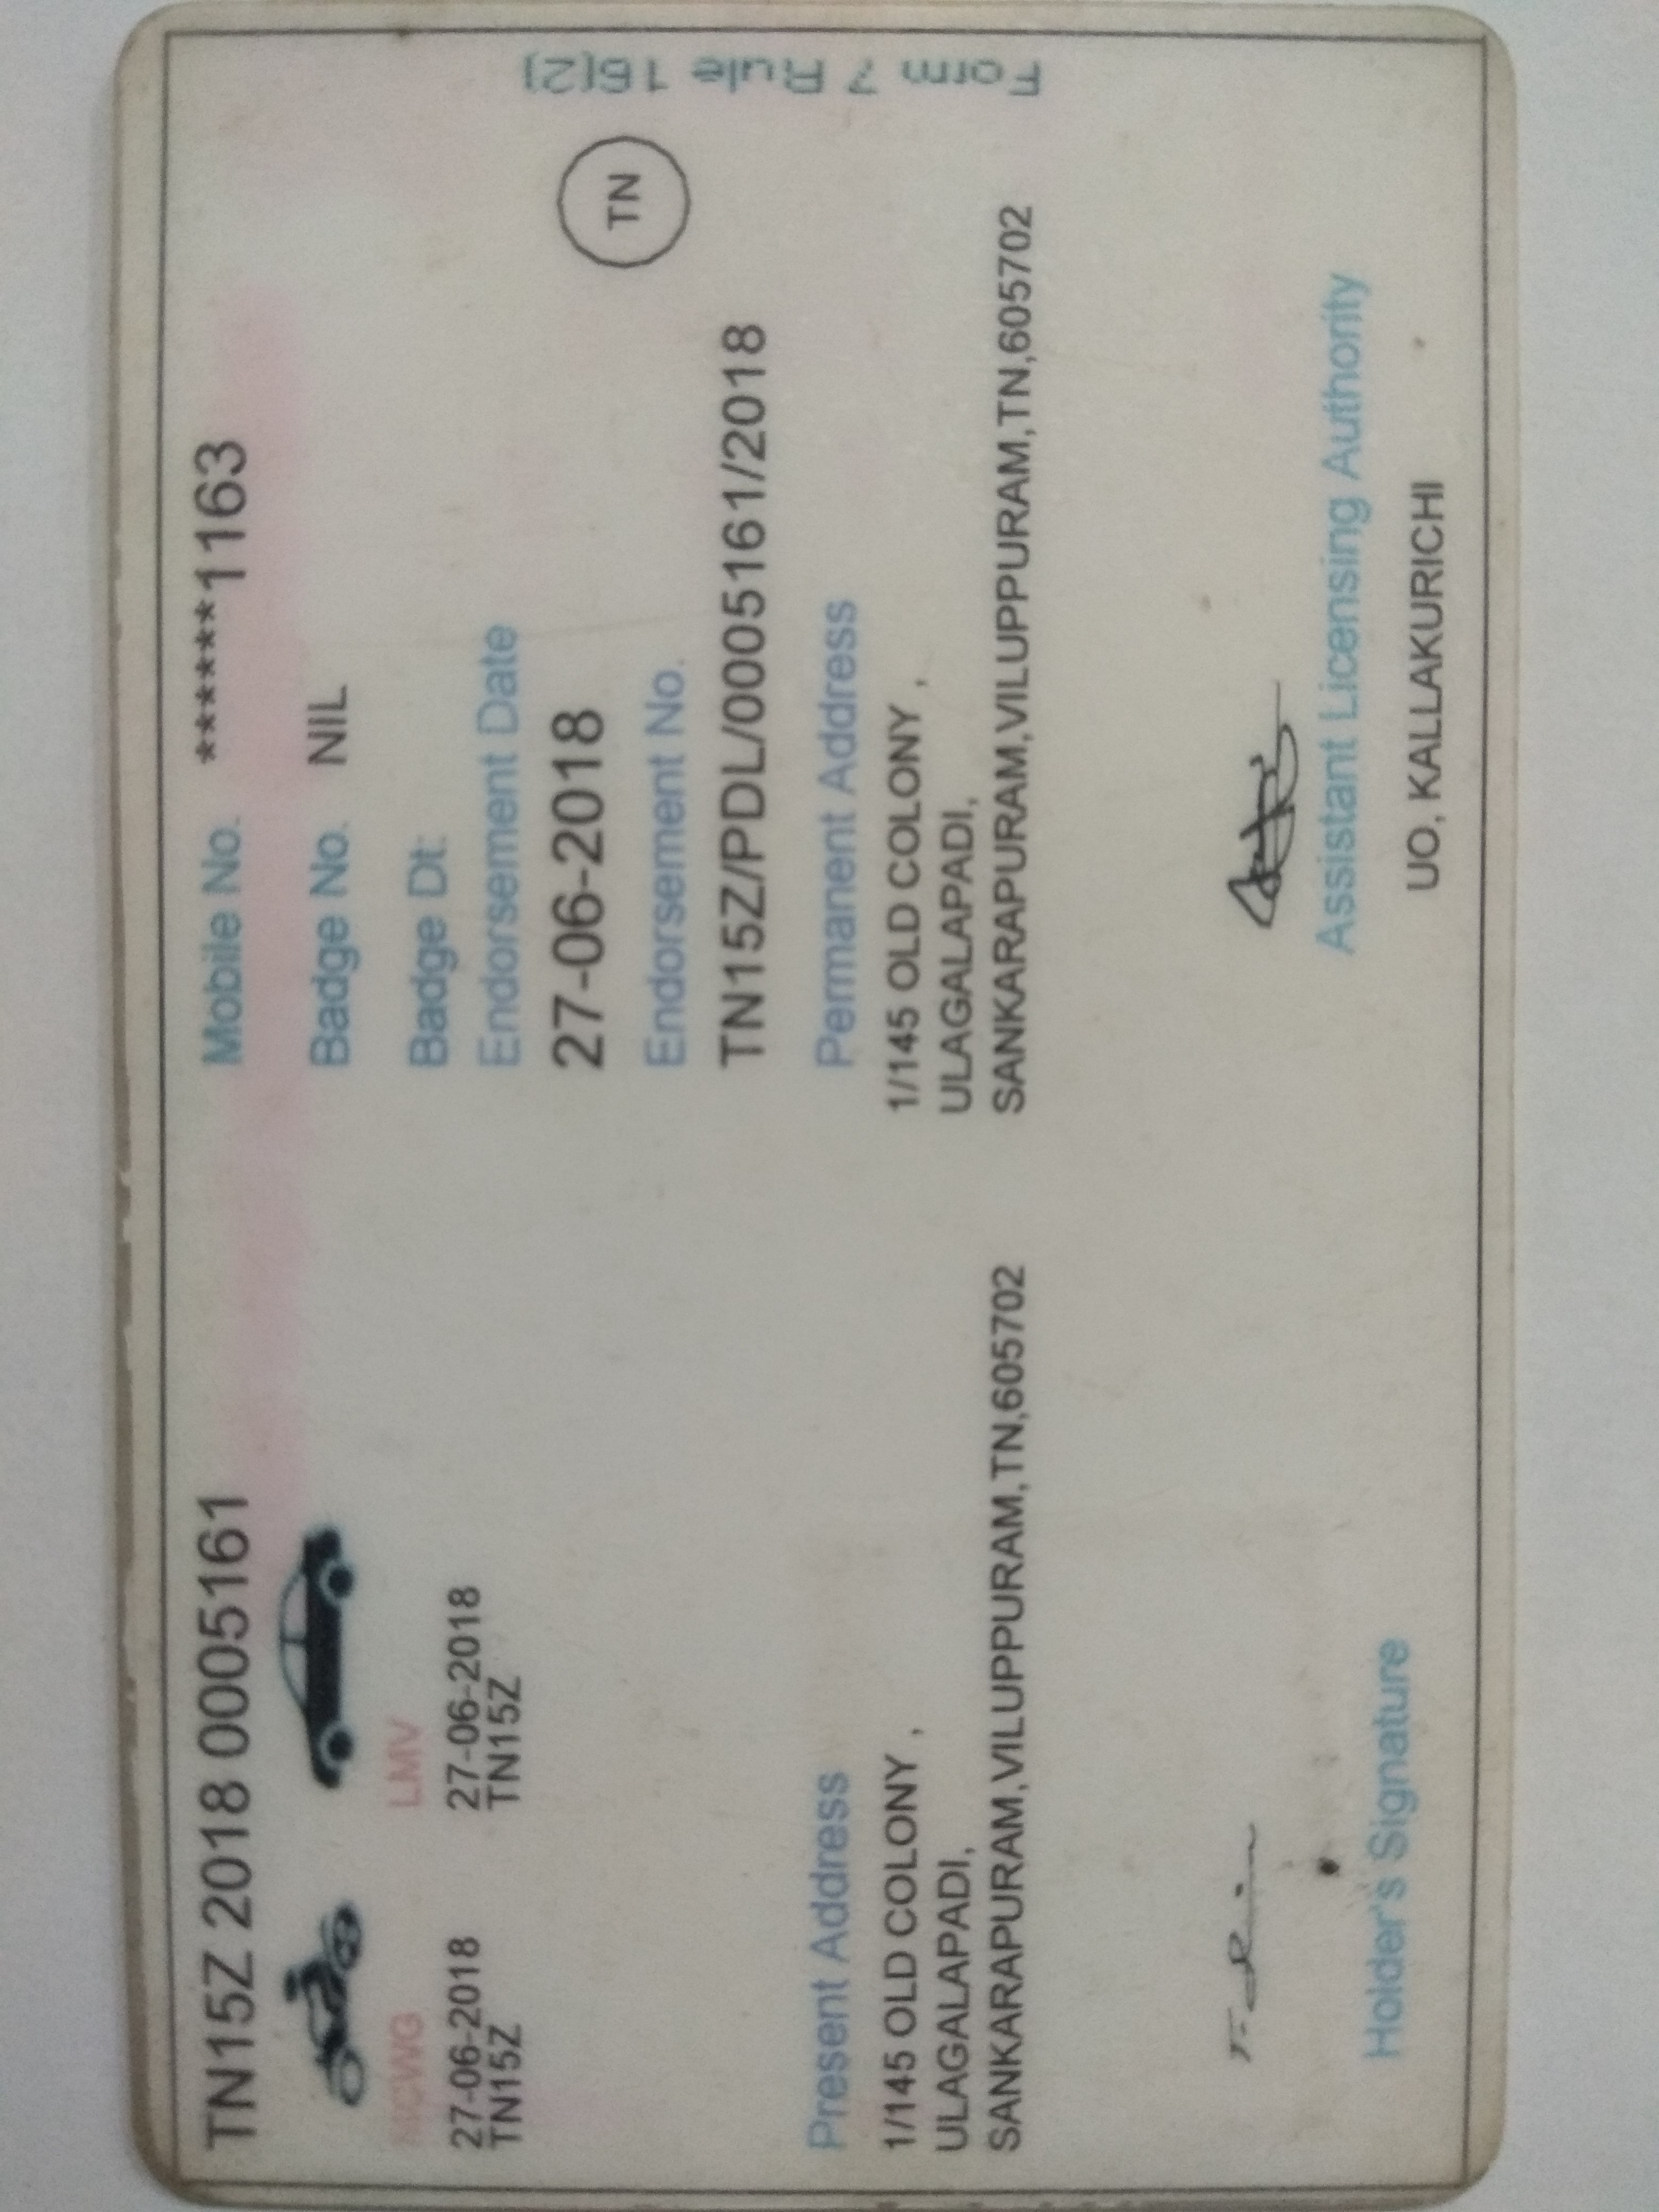 TN15Z 2018 0005161
MCWG
LMV
27-06-2018
TN15Z
27-06-2018
TN15Z
Mobile No. ******1163
Badge No. NIL
Badge Dt:
Endorsement Date
27-06-2018
Endorsement No.
TN15Z/PDL/0005161/2018
TN
Form 7 Rule 16(2)
Present Address
1/145 OLD COLONY ,
ULAGALAPADI,
SANKARAPURAM,VILUPPURAM,TN,605702
Permanent Address
1/145 OLD COLONY ,
ULAGALAPADI,
SANKARAPURAM,VILUPPURAM,TN,605702
Holder's Signature
Assistant Licensing Authority
UO, KALLAKURICHI